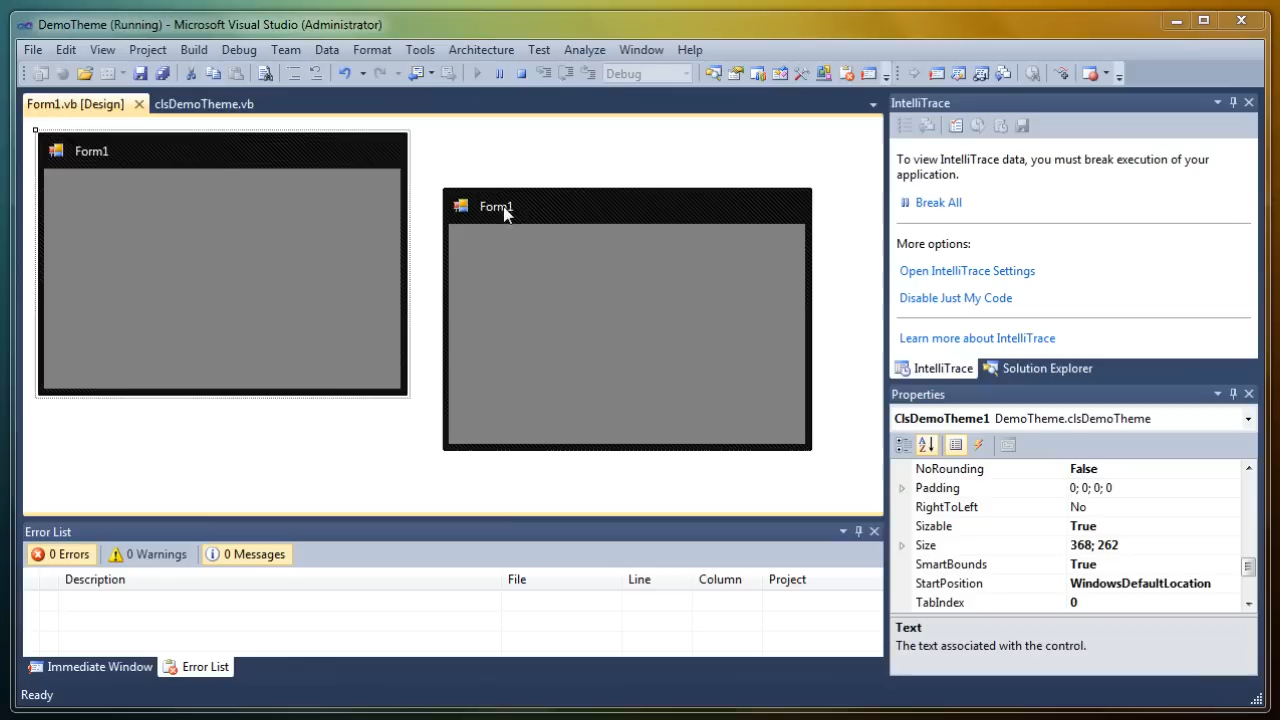 DemoTheme (Running) - Microsoft Visual Studio (Administrator)
File Edit View Project Build Debug Team Data Format Tools Architecture Test Analyze Window Help
Debug
Form1.vb [Design] clsDemoTheme.vb
Form1
Form1
IntelliTrace
To view IntelliTrace data, you must break execution of your
application.
Break All
More options:
Open IntelliTrace Settings
Disable Just My Code
Learn more about IntelliTrace
IntelliTrace Solution Explorer
Properties
ClsDemoTheme1 DemoTheme.clsDemoTheme
NoRounding False
Padding 0; 0; 0; 0
RightToLeft No
Sizable True
Size 368; 262
SmartBounds True
StartPosition WindowsDefaultLocation
TabIndex 0
Text
The text associated with the control.
Error List
0 Errors 0 Warnings 0 Messages
Description File Line Column Project
Immediate Window Error List
Ready